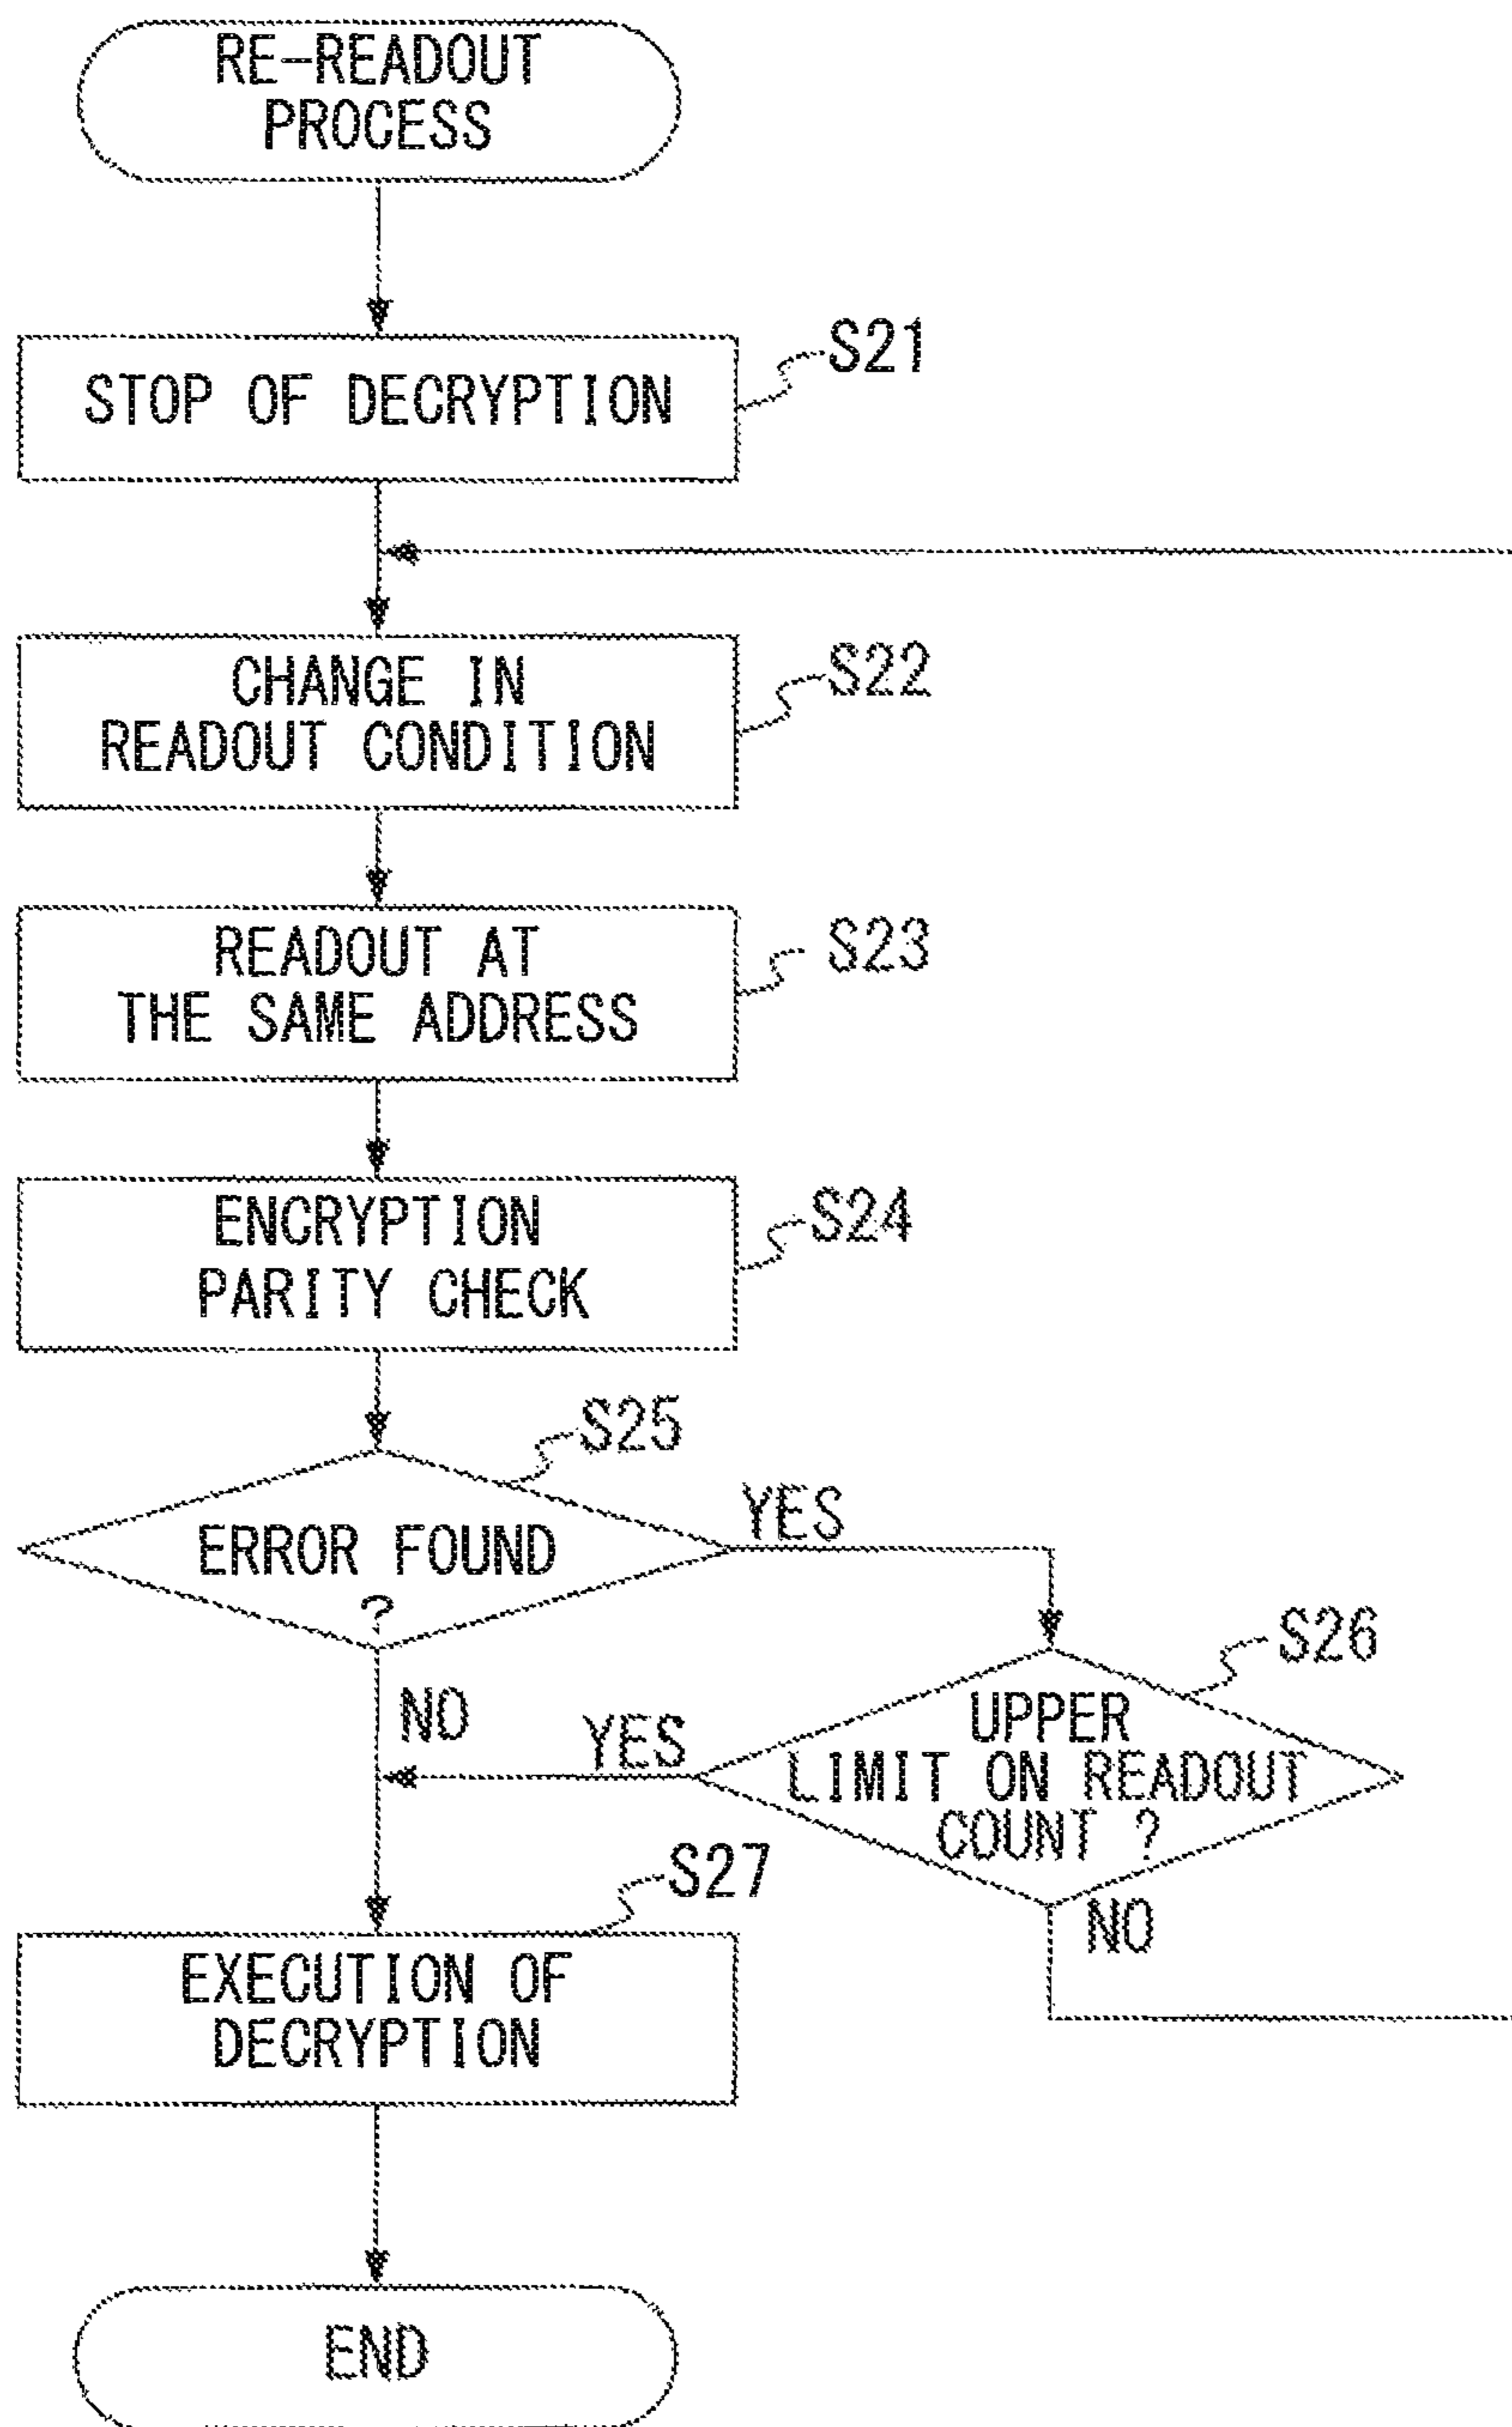 RE-READOUT
PROCESS
S21
STOP OF DECRYPTION
S22
CHANGE IN
READOUT CONDITION
S23
READOUT AT
THE SAME ADDRESS
S24
ENCRYPTION
PARITY CHECK
S25
YES
ERROR FOUND
?
S26
NO
YES
UPPER
LIMIT ON READOUT
COUNT ?
S27
NO
EXECUTION OF
DECRYPTION
END